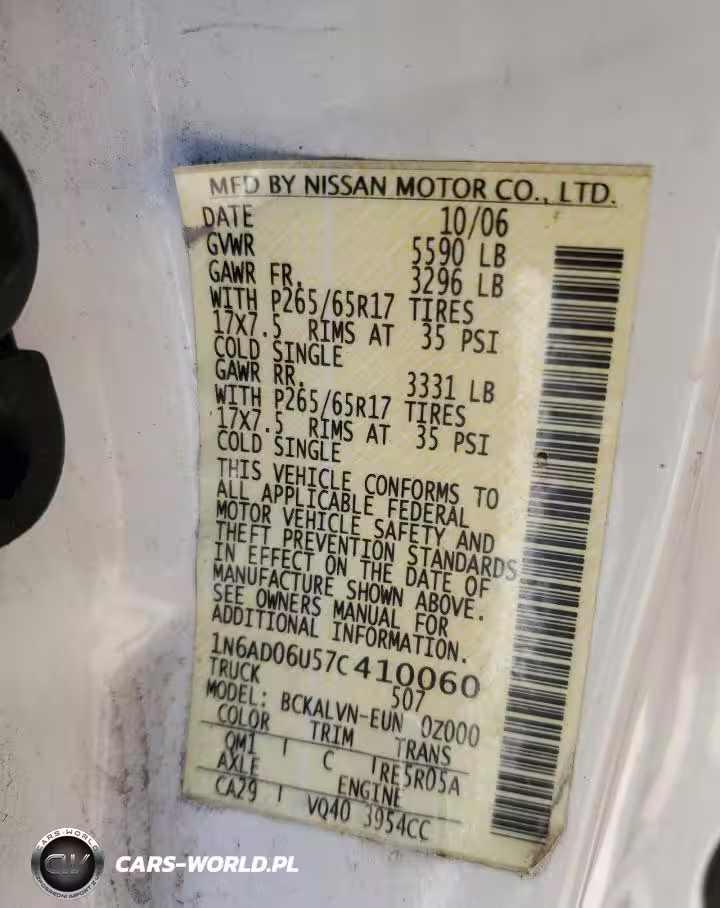 MFD BY NISSAN MOTOR CO., LTD.
DATE 10/06
GVWR 5590 LB
GAWR FR. 3296 LB
WITH P265/65R17 TIRES
17X7.5 RIMS AT 35 PSI
COLD SINGLE
GAWR RR. 3331 LB
WITH P265/65R17 TIRES
17X7.5 RIMS AT 35 PSI
COLD SINGLE
THIS VEHICLE CONFORMS TO
ALL APPLICABLE FEDERAL
MOTOR VEHICLE SAFETY AND
THEFT PREVENTION STANDARDS
IN EFFECT ON THE DATE OF
MANUFACTURE SHOWN ABOVE.
SEE OWNERS MANUAL FOR
ADDITIONAL INFORMATION.
1N6AD06U57C410060
TRUCK 507
MODEL: BCKALVN-EUN 0Z000
COLOR TRIM TRANS
QM1 C RE5R05A
AXLE ENGINE
CA29 VQ40 3954CC
CARS-WORLD
CW
CARS-WORLD.PL